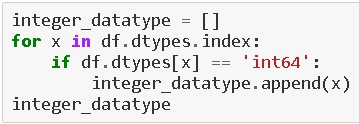 integer_datatype = []
for x in df.dtypes.index:
    if df.dtypes[x] == 'int64':
        integer_datatype.append(x)
integer_datatype